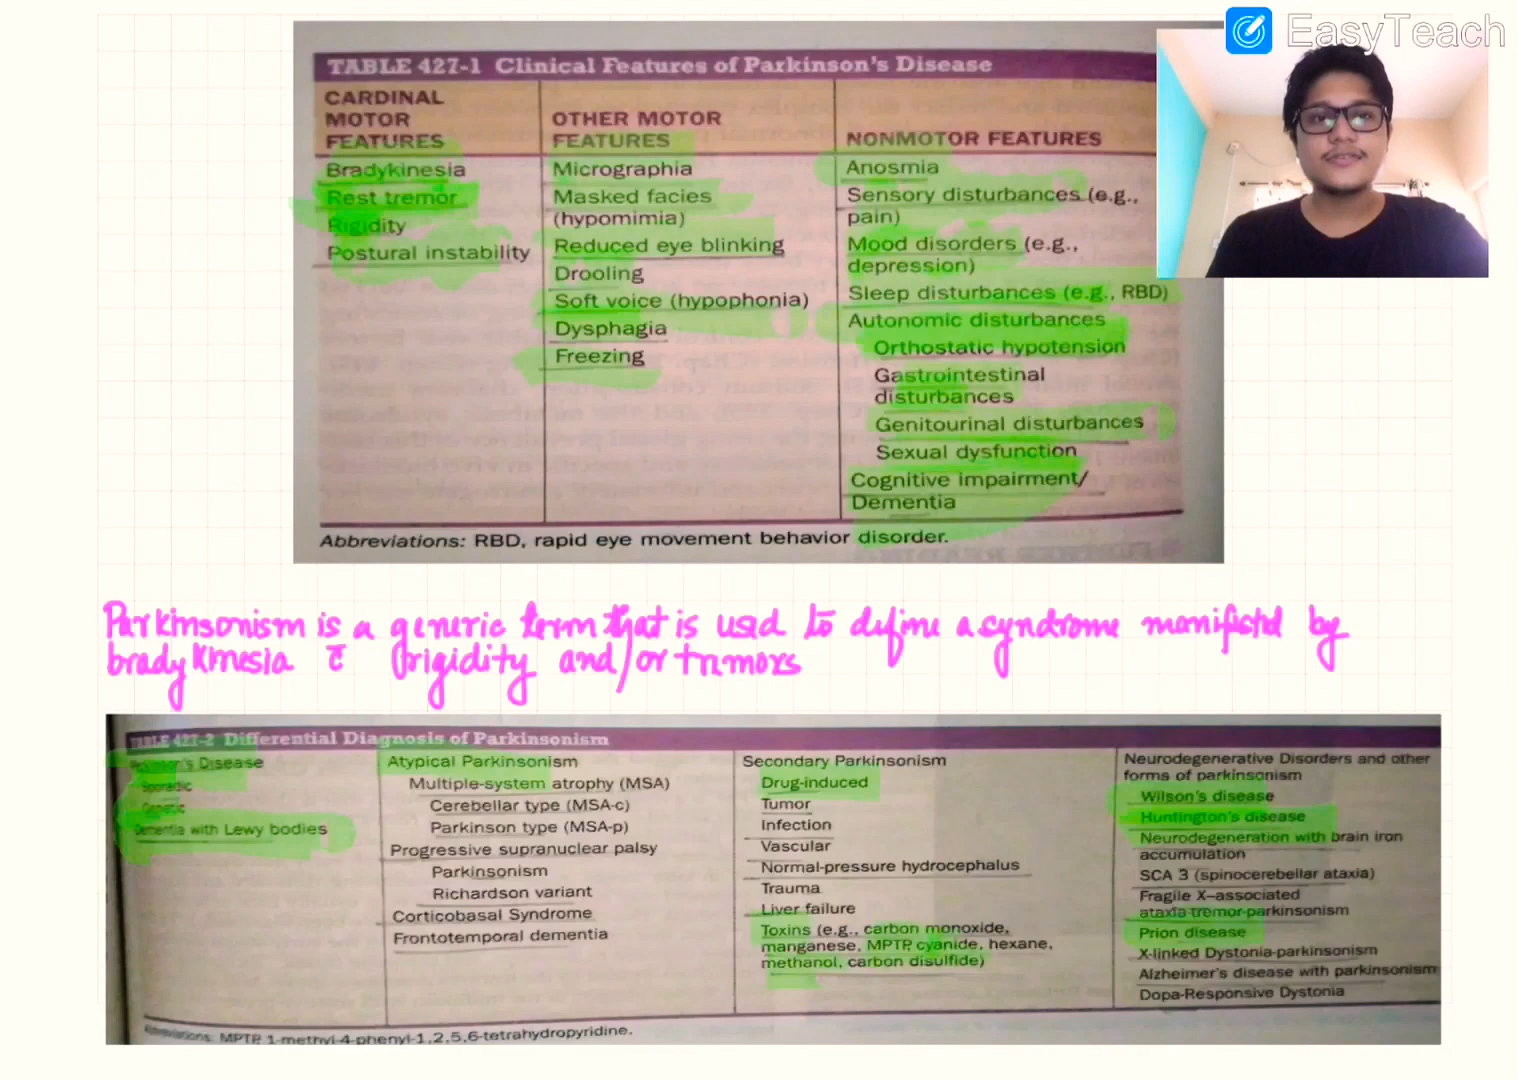 EasyTeach
TABLE 427-1 Clinical Features of Parkinson's Disease
CARDINAL
MOTOR
FEATURES
Bradykinesia
Rest tremor
Rigidity
Postural instability
OTHER MOTOR
FEATURES
Micrographia
Masked facies
(hypomimia)
Reduced eye blinking
Drooling
Soft voice (hypophonia)
Dysphagia
Freezing
NONMOTOR FEATURES
Anosmia
Sensory disturbances (e.g.,
pain)
Mood disorders (e.g.,
depression)
Sleep disturbances (e.g., RBD)
Autonomic disturbances
Orthostatic hypotension
Gastrointestinal
disturbances
Genitourinal disturbances
Sexual dysfunction
Cognitive impairment/
Dementia
Abbreviations: RBD, rapid eye movement behavior disorder.
Parkinsonism is a generic term that is used to define a syndrome manifested by
bradykinesia c̄ rigidity and/or tremors
TABLE 427-2 Differential Diagnosis of Parkinsonism
Parkinson's Disease
Sporadic
Genetic
Dementia with Lewy bodies
Atypical Parkinsonism
Multiple-system atrophy (MSA)
Cerebellar type (MSA-c)
Parkinson type (MSA-p)
Progressive supranuclear palsy
Parkinsonism
Richardson variant
Corticobasal Syndrome
Frontotemporal dementia
Secondary Parkinsonism
Drug-induced
Tumor
Infection
Vascular
Normal-pressure hydrocephalus
Trauma
Liver failure
Toxins (e.g., carbon monoxide,
manganese, MPTP, cyanide, hexane,
methanol, carbon disulfide)
Neurodegenerative Disorders and other
forms of parkinsonism
Wilson's disease
Huntington's disease
Neurodegeneration with brain iron
accumulation
SCA 3 (spinocerebellar ataxia)
Fragile X–associated
ataxia-tremor-parkinsonism
Prion disease
X-linked Dystonia-parkinsonism
Alzheimer's disease with parkinsonism
Dopa-Responsive Dystonia
Abbreviations: MPTP, 1-methyl-4-phenyl-1,2,5,6-tetrahydropyridine.